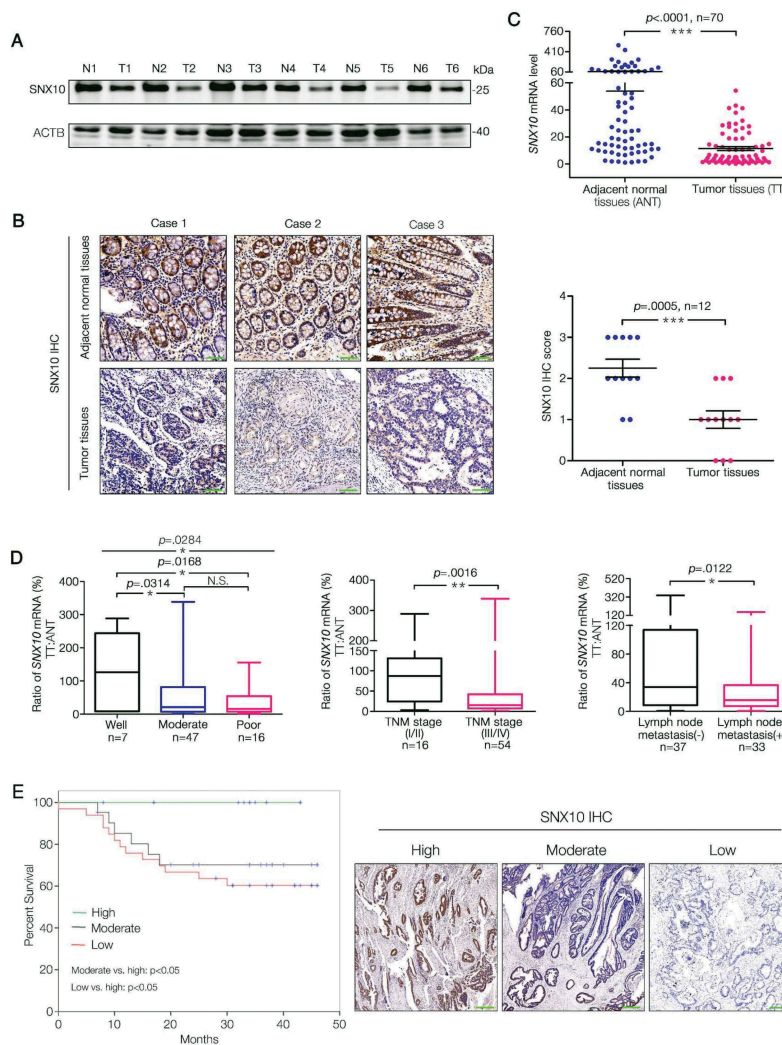 A
N1 T1 N2 T2 N3 T3 N4 T4 N5 T5 N6 T6 kDa
SNX10
-25
ACTB
-40
B
Case 1 Case 2 Case 3
SNX10 IHC
Adjacent normal tissues
Tumor tissues
C
p<.0001, n=70
***
SNX10 mRNA level
760
410
60
60
40
20
0
Adjacent normal
tissues (ANT)
Tumor tissues (TT
p=.0005, n=12
***
SNX10 IHC score
4
3
2
1
0
Adjacent normal
tissues
Tumor tissues
D
p=.0284
*
p=.0168
*
p=.0314
*
N.S.
Ratio of SNX10 mRNA (%)
TT:ANT
400
300
200
100
0
Well
n=7
Moderate
n=47
Poor
n=16
p=.0016
**
Ratio of SNX10 mRNA (%)
TT:ANT
400
200
150
100
50
0
TNM stage
(I/II)
n=16
TNM stage
(III/IV)
n=54
p=.0122
*
Ratio of SNX10 mRNA (%)
TT:ANT
520
320
120
120
80
40
0
Lymph node
metastasis(-)
n=37
Lymph node
metastasis(+
n=33
E
Percent Survival
100
80
60
40
20
0
High
Moderate
Low
Moderate vs. high: p<0.05
Low vs. high: p<0.05
0 10 20 30 40 50
Months
SNX10 IHC
High Moderate Low